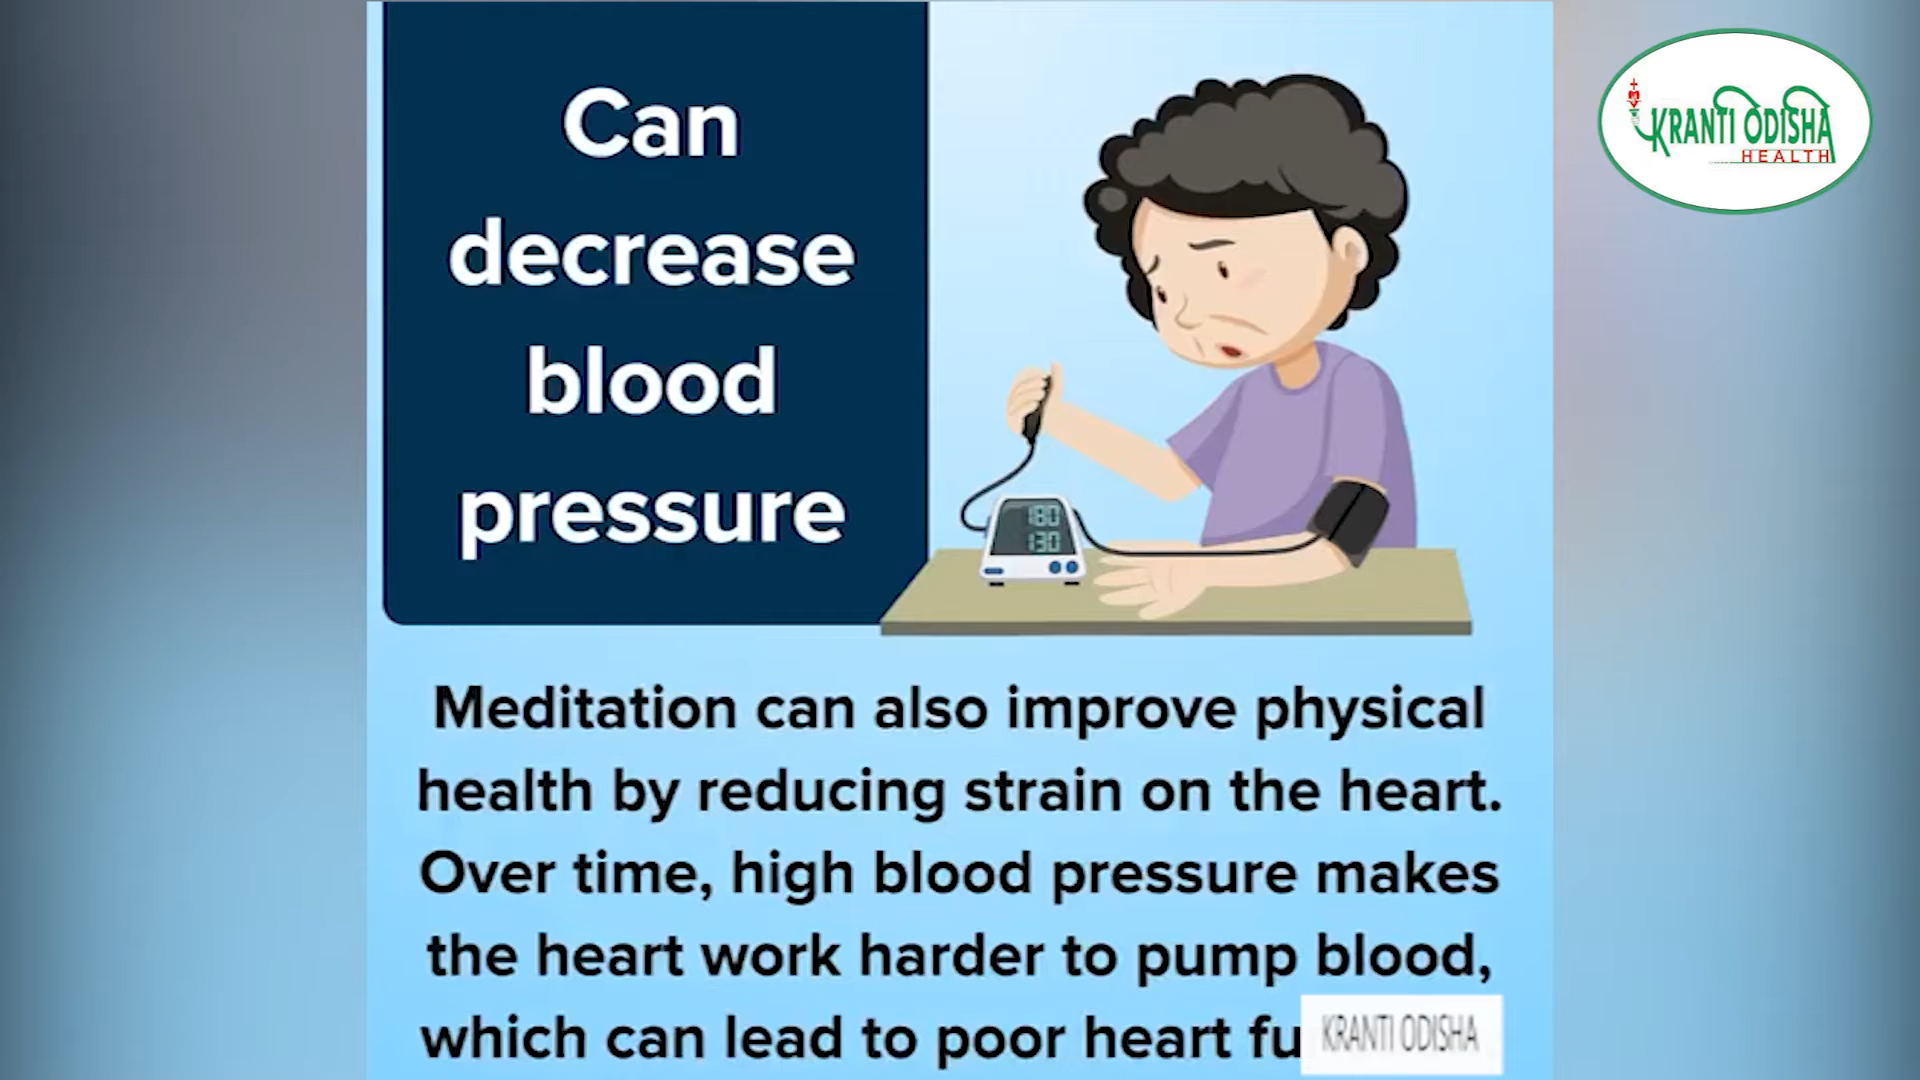 Can
decrease
blood
pressure
KRANTI ODISHA
HEALTH
180
130
Meditation can also improve physical
health by reducing strain on the heart.
Over time, high blood pressure makes
the heart work harder to pump blood,
which can lead to poor heart fu
KRANTI ODISHA